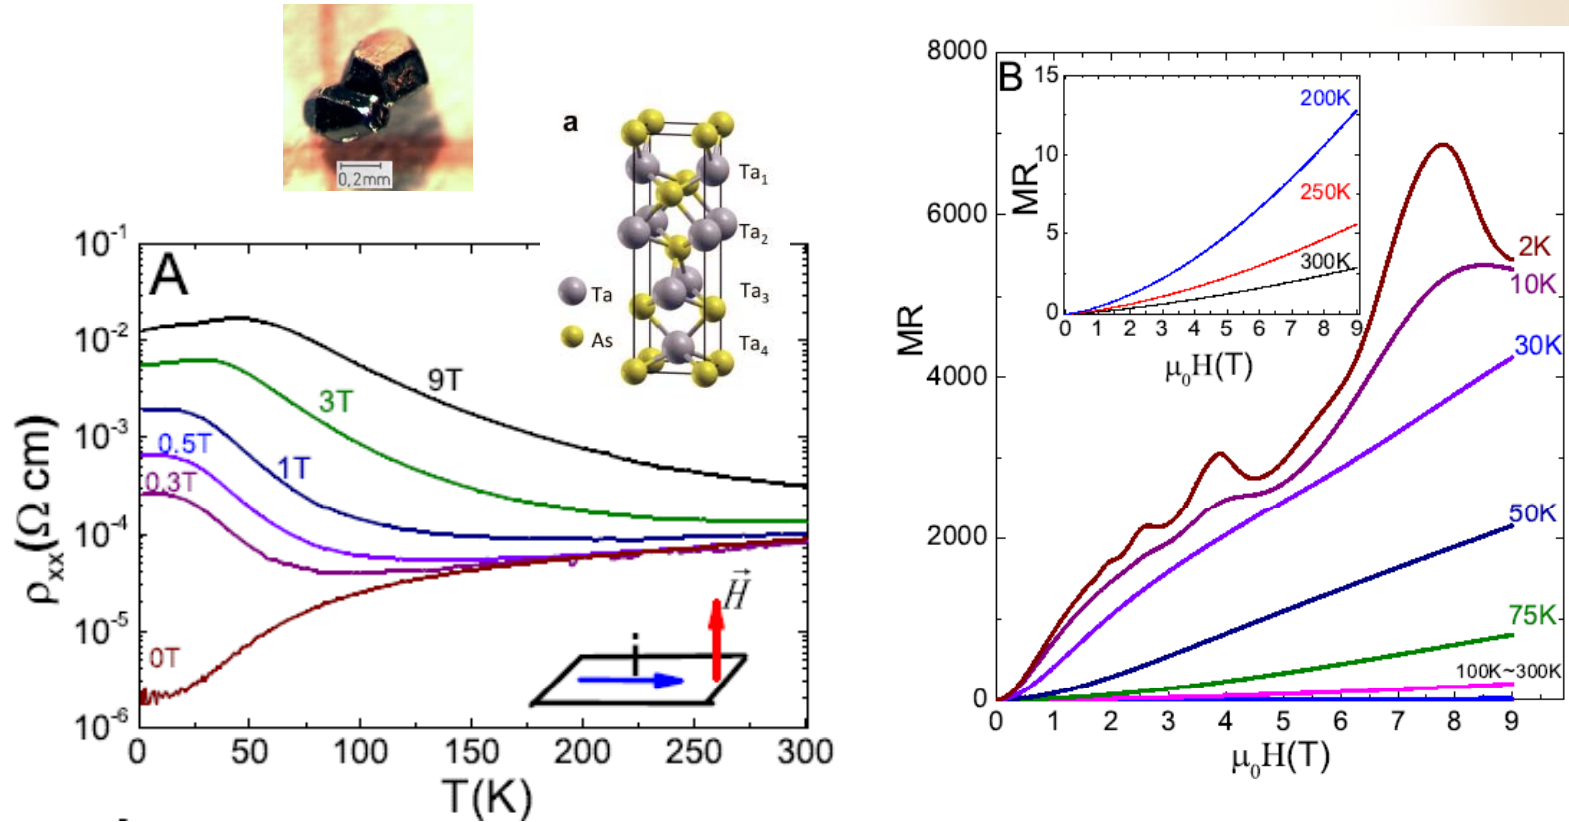 0,2mm
a
Ta₁
Ta₂
Ta₃
Ta₄
Ta
As
A
10⁻¹
10⁻²
10⁻³
10⁻⁴
10⁻⁵
10⁻⁶
ρₓₓ(Ω cm)
9T
3T
1T
0.5T
0.3T
0T
i
H⃗
0 50 100 150 200 250 300
T(K)
B
8000
6000
4000
2000
0
MR
2K
10K
30K
50K
75K
100K~300K
0 1 2 3 4 5 6 7 8 9
μ₀H(T)
15
10
5
0
MR
200K
250K
300K
0 1 2 3 4 5 6 7 8 9
μ₀H(T)